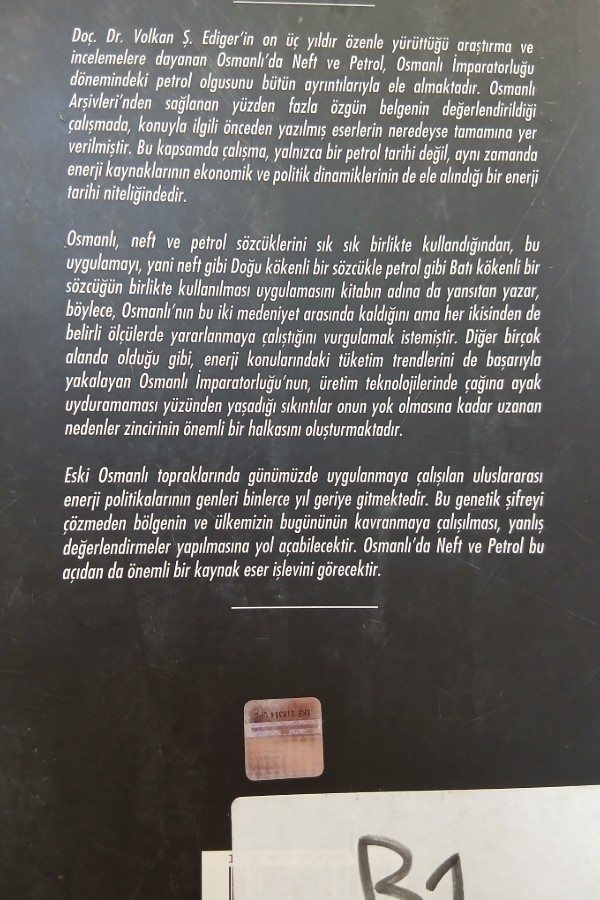 Doç. Dr. Volkan Ş. Ediger'in on üç yıldır özenle yürüttüğü araştırma ve
incelemelere dayanan Osmanlı'da Neft ve Petrol, Osmanlı İmparatorluğu
dönemindeki petrol olgusunu bütün ayrıntılarıyla ele almaktadır. Osmanlı
Arşivleri'nden sağlanan yüzden fazla özgün belgenin değerlendirildiği
çalışmada, konuyla ilgili önceden yazılmış eserlerin neredeyse tamamına yer
verilmiştir. Bu kapsamda çalışma, yalnızca bir petrol tarihi değil, aynı zamanda
enerji kaynaklarının ekonomik ve politik dinamiklerinin de ele alındığı bir enerji
tarihi niteliğindedir.
Osmanlı, neft ve petrol sözcüklerini sık sık birlikte kullandığından, bu
uygulamayı, yani neft gibi Doğu kökenli bir sözcükle petrol gibi Batı kökenli bir
sözcüğün birlikte kullanılması uygulamasını kitabın adına da yansıtan yazar,
böylece, Osmanlı'nın bu iki medeniyet arasında kaldığını ama her ikisinden de
belirli ölçülerde yararlanmaya çalıştığını vurgulamak istemiştir. Diğer birçok
alanda olduğu gibi, enerji konularındaki tüketim trendlerini de başarıyla
yakalayan Osmanlı İmparatorluğu'nun, üretim teknolojilerinde çağına ayak
uyduramaması yüzünden yaşadığı sıkıntılar onun yok olmasına kadar uzanan
nedenler zincirinin önemli bir halkasını oluşturmaktadır.
Eski Osmanlı topraklarında günümüzde uygulanmaya çalışılan uluslararası
enerji politikalarının genleri binlerce yıl geriye gitmektedir. Bu genetik şifreyi
çözmeden bölgenin ve ülkemizin bugününün kavranmaya çalışılması, yanlış
değerlendirmeler yapılmasına yol açabilecektir. Osmanlı'da Neft ve Petrol bu
açıdan da önemli bir kaynak eser işlevini görecektir.
B1